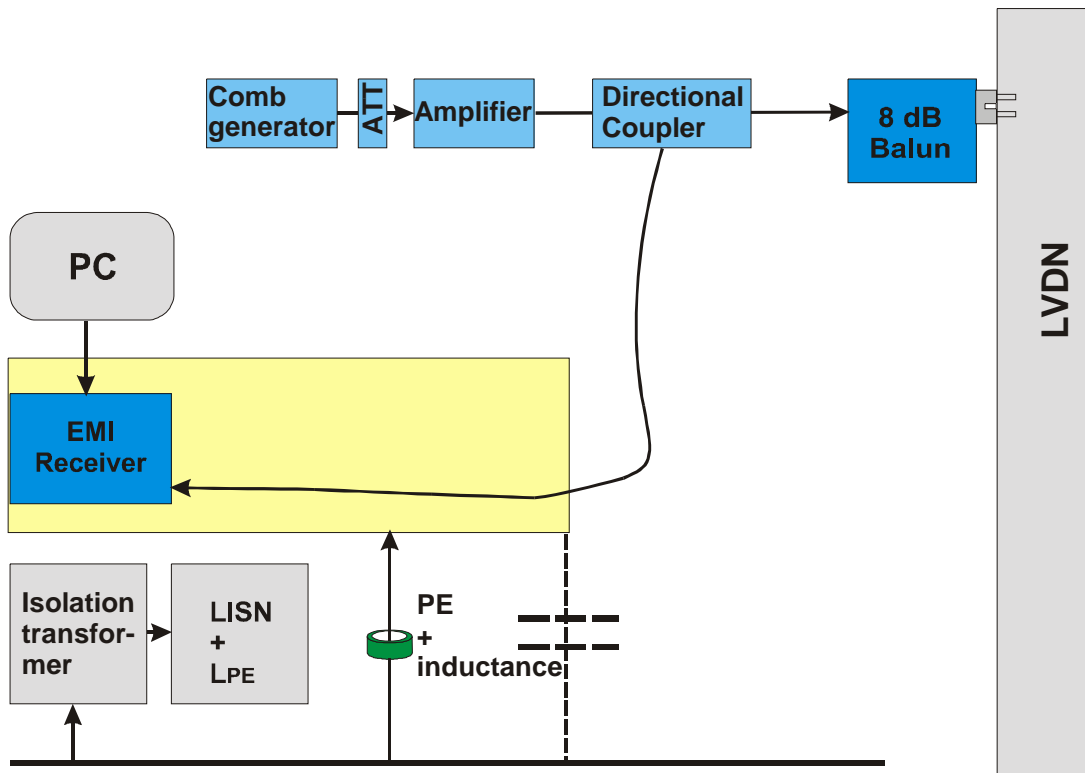 Comb
generator
ATT
Amplifier
Directional
Coupler
8 dB
Balun
LVDN
PC
EMI
Receiver
Isolation
transfor-
mer
LISN
+
LPE
PE
+
inductance